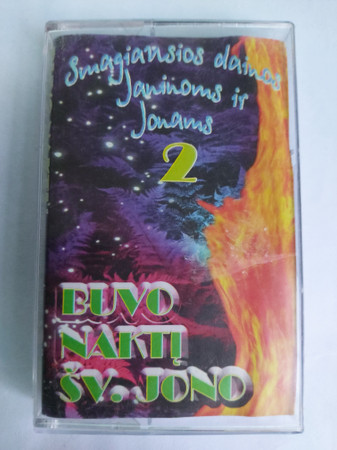 Smagiausios dainos
Janinoms ir
Jonams
2
BUVO
NAKTĮ
ŠV. JONO